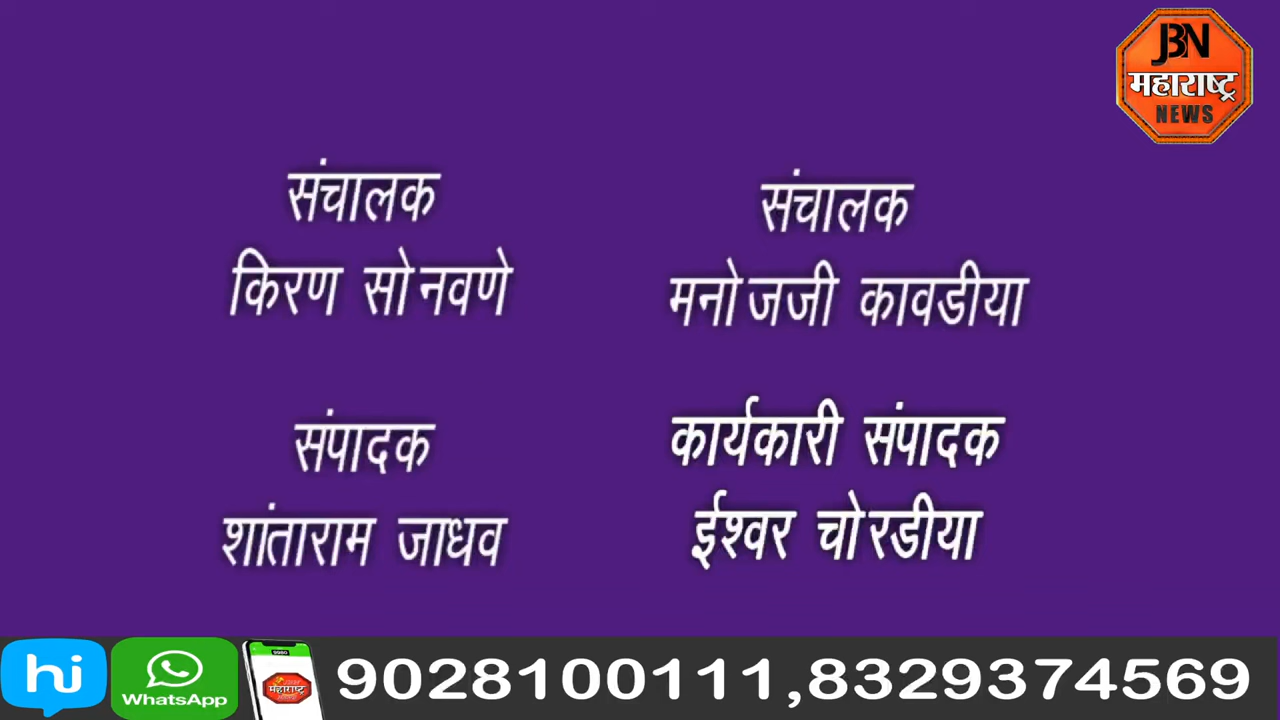 JBN
महाराष्ट्र
NEWS
संचालक
किरण सोनवणे
संचालक
मनोजजी कावडीया
संपादक
शांताराम जाधव
कार्यकारी संपादक
ईश्वर चोरडीया
hi
WhatsApp
महाराष्ट्र
9028100111,8329374569